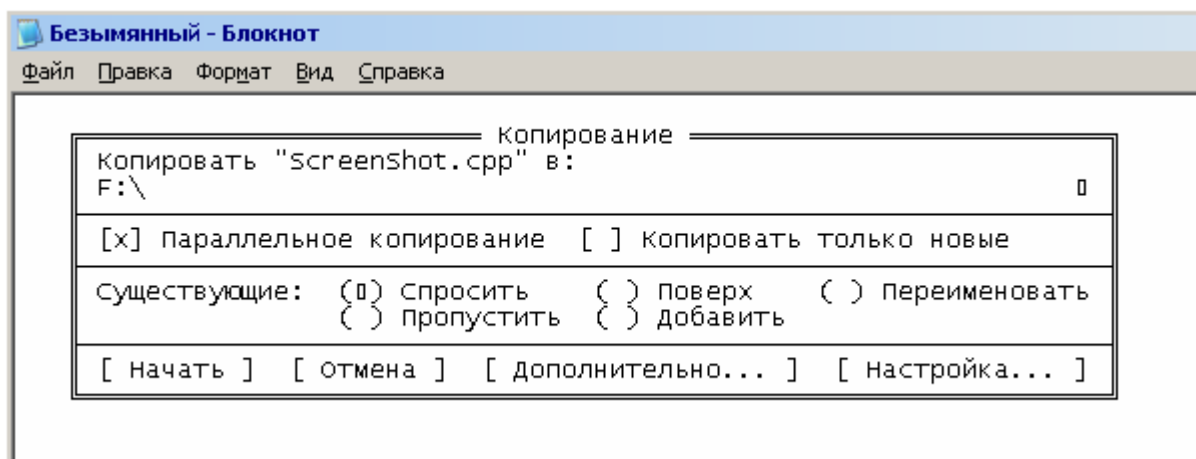 Безымянный - Блокнот
Файл Правка Формат Вид Справка
Копирование
Копировать "ScreenShot.cpp" в:
F:\
[x] Параллельное копирование [ ] Копировать только новые
Существующие: (▯) Спросить ( ) Поверх ( ) Переименовать
( ) Пропустить ( ) Добавить
[ Начать ] [ Отмена ] [ Дополнительно... ] [ Настройка... ]